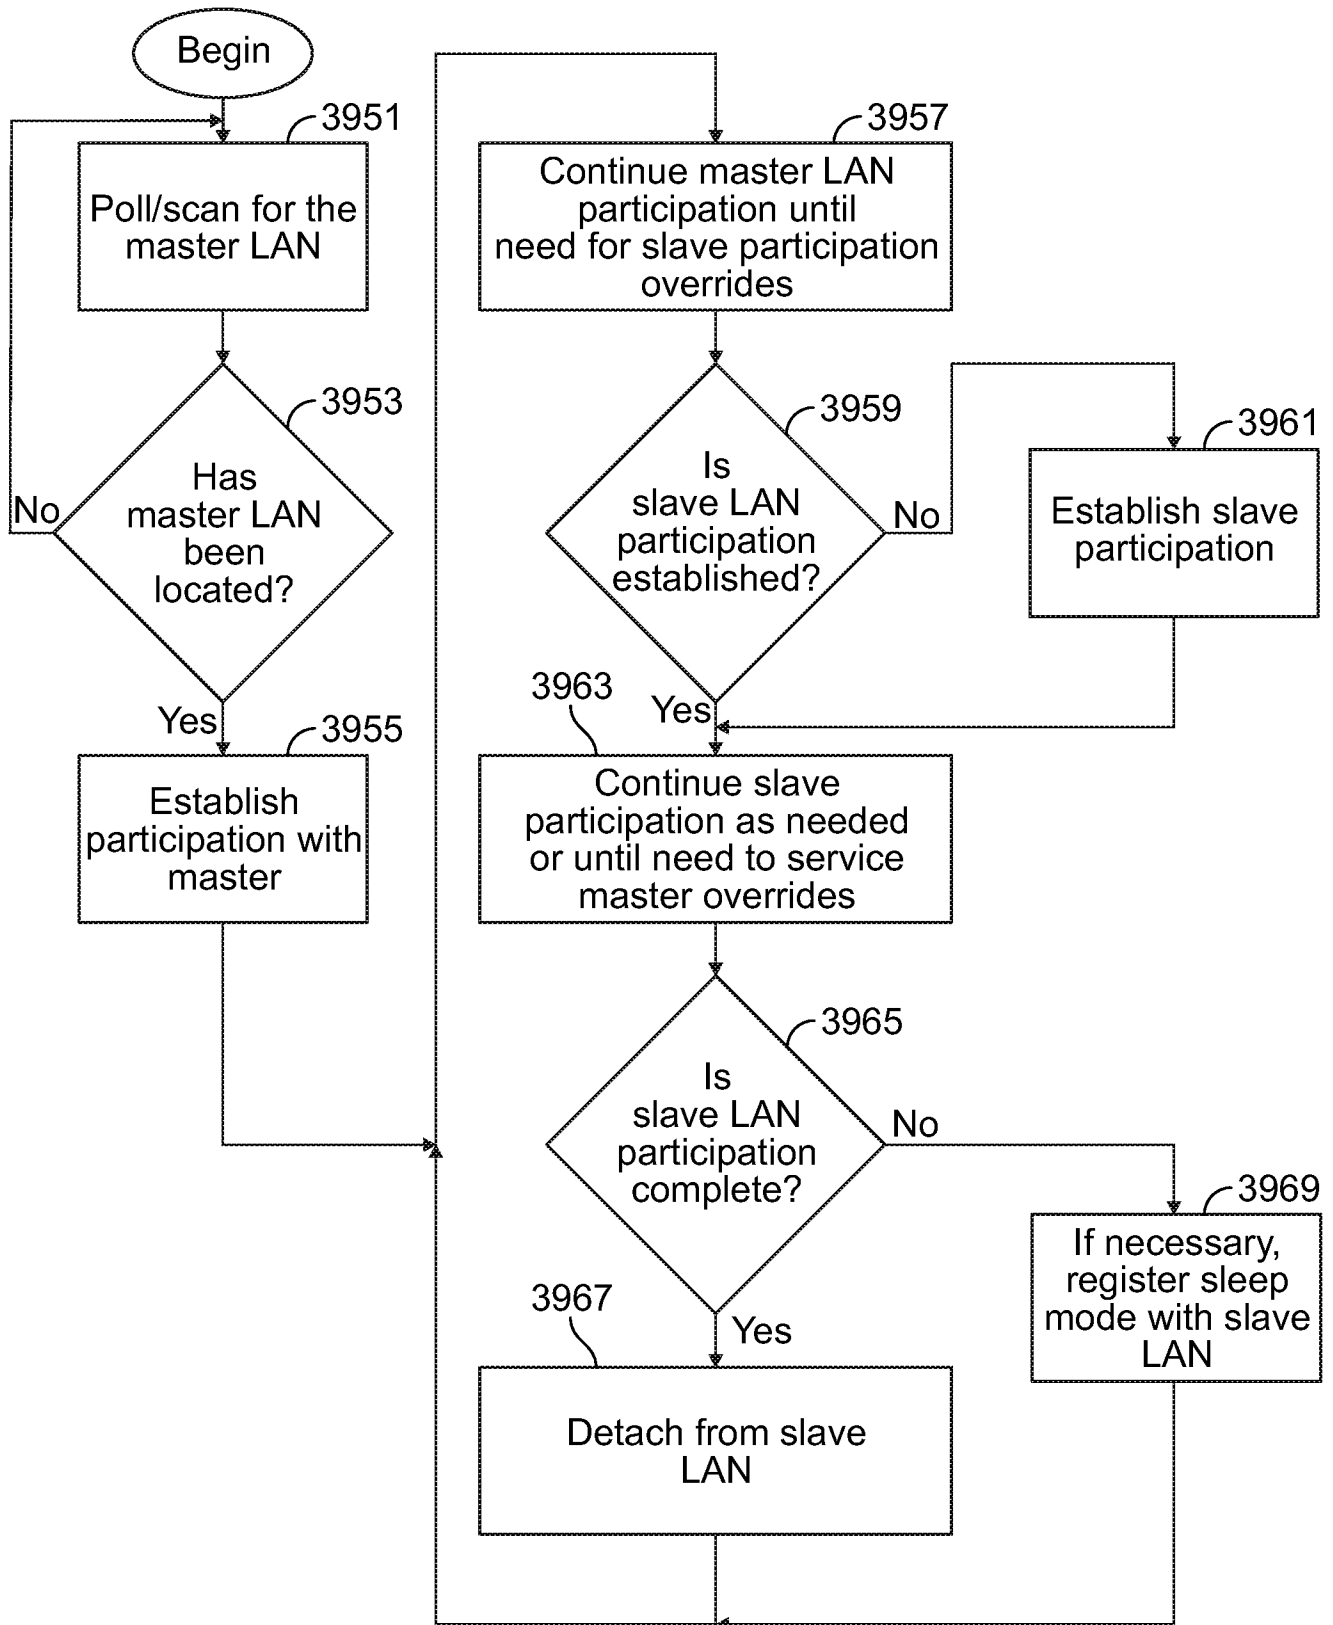 Begin
3951
Poll/scan for the
master LAN
3953
Has
master LAN
been
located?
No
Yes
3955
Establish
participation with
master
3957
Continue master LAN
participation until
need for slave participation
overrides
3959
Is
slave LAN
participation
established?
No
3961
Establish slave
participation
Yes
3963
Continue slave
participation as needed
or until need to service
master overrides
3965
Is
slave LAN
participation
complete?
No
3969
If necessary,
register sleep
mode with slave
LAN
Yes
3967
Detach from slave
LAN